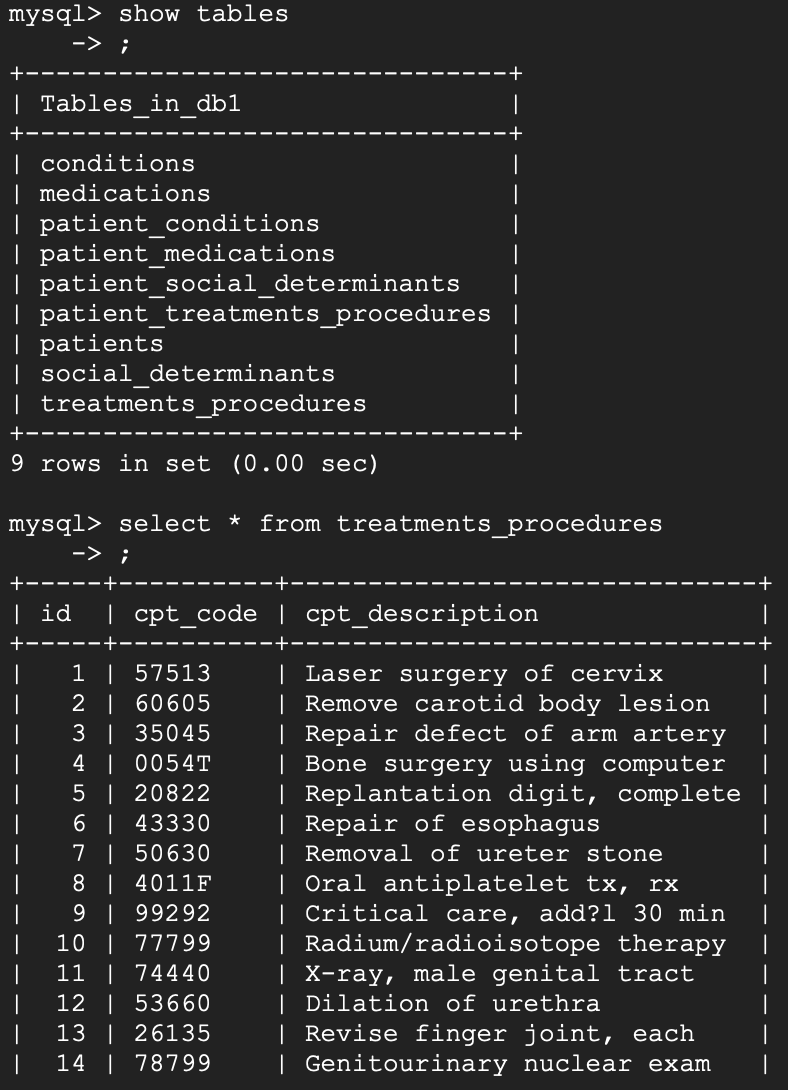 mysql> show tables
    -> ;
+-------------------------------+
| Tables_in_db1                 |
+-------------------------------+
| conditions                    |
| medications                   |
| patient_conditions            |
| patient_medications           |
| patient_social_determinants   |
| patient_treatments_procedures |
| patients                      |
| social_determinants           |
| treatments_procedures         |
+-------------------------------+
9 rows in set (0.00 sec)

mysql> select * from treatments_procedures
    -> ;
+-----+----------+------------------------------+
| id  | cpt_code | cpt_description              |
+-----+----------+------------------------------+
|   1 | 57513    | Laser surgery of cervix      |
|   2 | 60605    | Remove carotid body lesion   |
|   3 | 35045    | Repair defect of arm artery  |
|   4 | 0054T    | Bone surgery using computer  |
|   5 | 20822    | Replantation digit, complete |
|   6 | 43330    | Repair of esophagus          |
|   7 | 50630    | Removal of ureter stone      |
|   8 | 4011F    | Oral antiplatelet tx, rx     |
|   9 | 99292    | Critical care, add?l 30 min  |
|  10 | 77799    | Radium/radioisotope therapy  |
|  11 | 74440    | X-ray, male genital tract    |
|  12 | 53660    | Dilation of urethra          |
|  13 | 26135    | Revise finger joint, each    |
|  14 | 78799    | Genitourinary nuclear exam   |